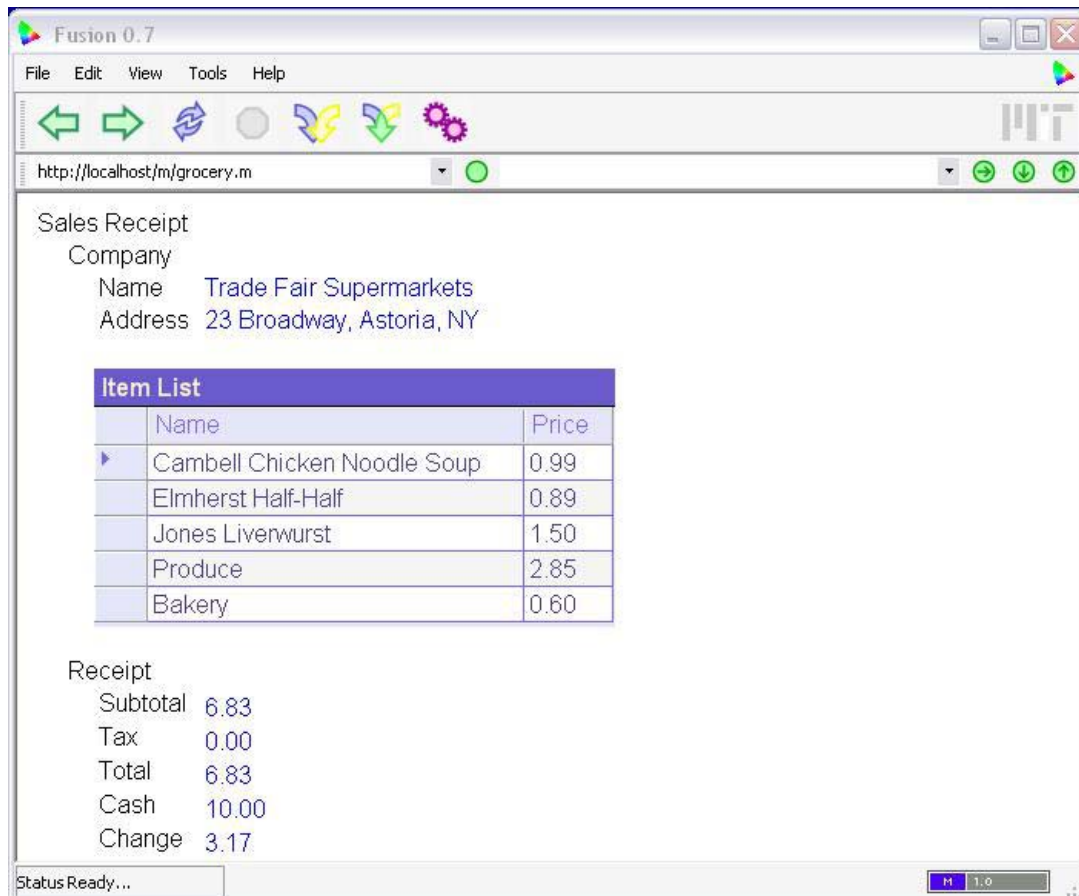 Fusion 0.7
File Edit View Tools Help
MIT
http://localhost/m/grocery.m
Sales Receipt
Company
Name Trade Fair Supermarkets
Address 23 Broadway, Astoria, NY
Item List
Name Price
Cambell Chicken Noodle Soup 0.99
Elmherst Half-Half 0.89
Jones Liverwurst 1.50
Produce 2.85
Bakery 0.60
Receipt
Subtotal 6.83
Tax 0.00
Total 6.83
Cash 10.00
Change 3.17
Status Ready... M 1.0